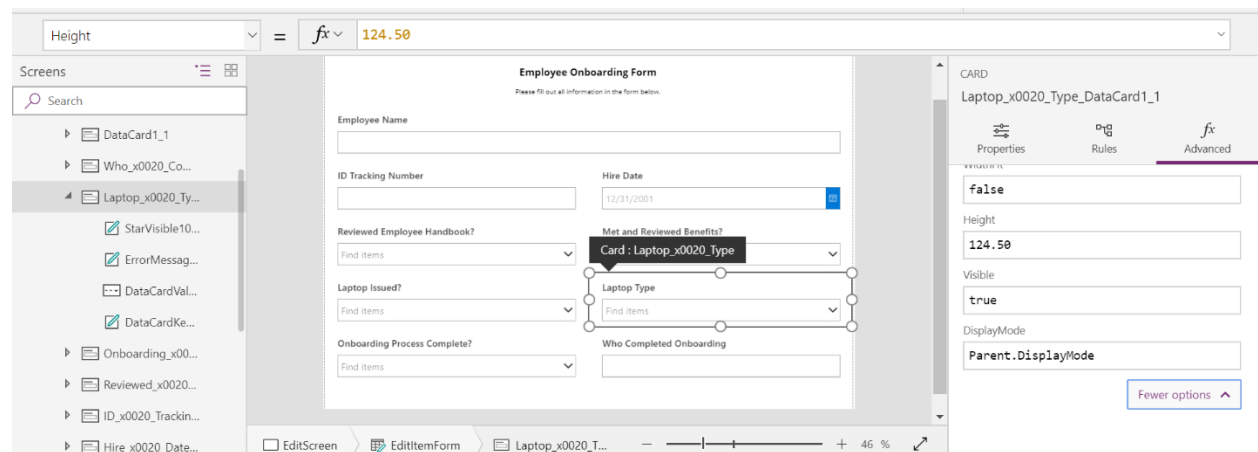 Height = fx 124.50
Screens
Search
DataCard1_1
Who_x0020_Co...
Laptop_x0020_Ty...
StarVisible10...
ErrorMessag...
DataCardVal...
DataCardKe...
Onboarding_x00...
Reviewed_x0020...
ID_x0020_Trackin...
Hire_x0020_Date...
Employee Onboarding Form
Please fill out all information in the form below.
Employee Name
ID Tracking Number Hire Date
12/31/2001
Reviewed Employee Handbook? Met and Reviewed Benefits?
Find items
Card : Laptop_x0020_Type
Laptop Issued? Laptop Type
Find items Find items
Onboarding Process Complete? Who Completed Onboarding
Find items
EditScreen EditItemForm Laptop_x0020_T... 46 %
CARD
Laptop_x0020_Type_DataCard1_1
Properties Rules fx Advanced
WidthFit
false
Height
124.50
Visible
true
DisplayMode
Parent.DisplayMode
Fewer options